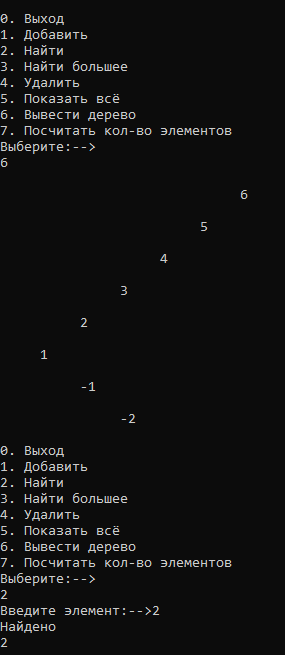 0. Выход
1. Добавить
2. Найти
3. Найти большее
4. Удалить
5. Показать всё
6. Вывести дерево
7. Посчитать кол-во элементов
Выберите:-->
6
6
5
4
3
2
1
-1
-2
0. Выход
1. Добавить
2. Найти
3. Найти большее
4. Удалить
5. Показать всё
6. Вывести дерево
7. Посчитать кол-во элементов
Выберите:-->
2
Введите элемент:-->2
Найдено
2